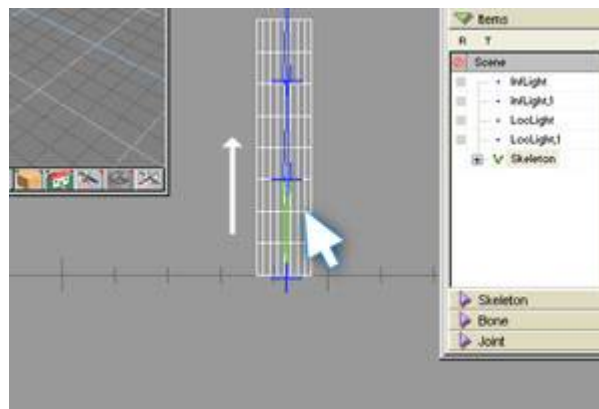 Items
R T
Scene
InfLight
InfLight,1
LocLight
LocLight,1
Skeleton
Skeleton
Bone
Joint